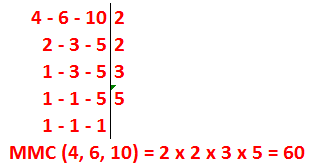 4 - 6 - 10 2
2 - 3 - 5 2
1 - 3 - 5 3
1 - 1 - 5 5
1 - 1 - 1
MMC (4, 6, 10) = 2 x 2 x 3 x 5 = 60